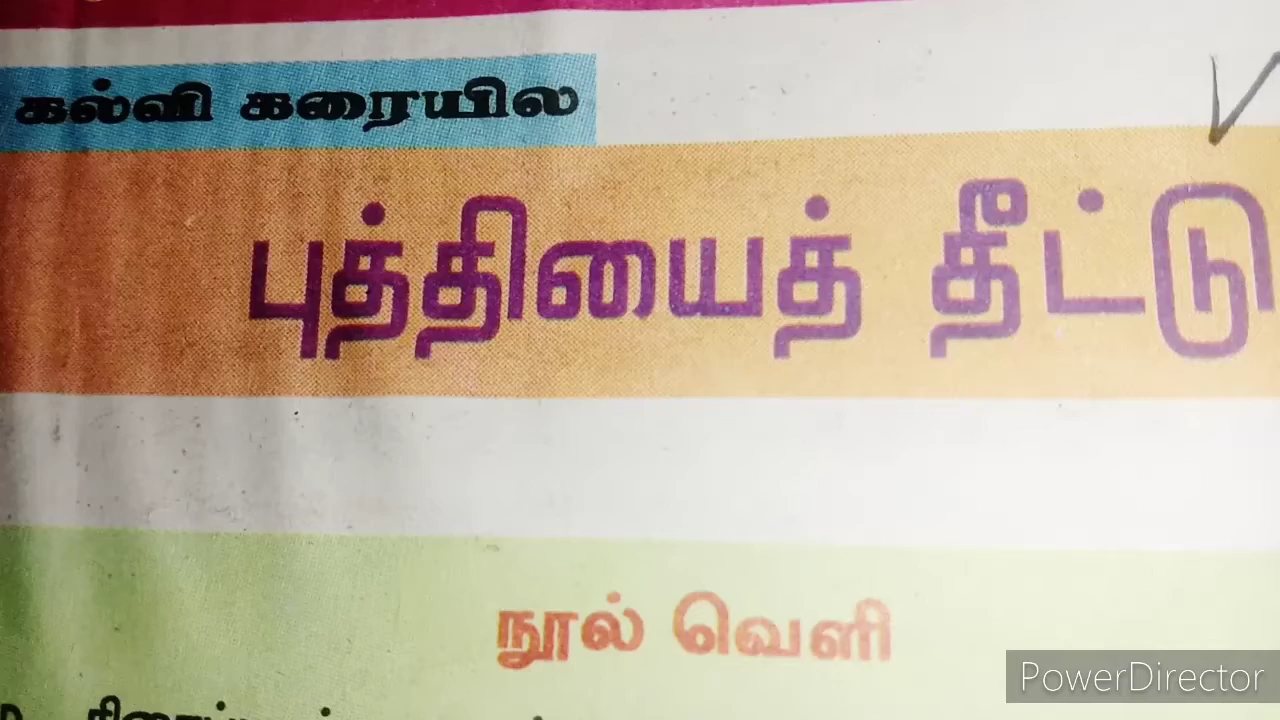 கல்வி கரையில
புத்தியைத் தீட்டு
நூல் வெளி
PowerDirector